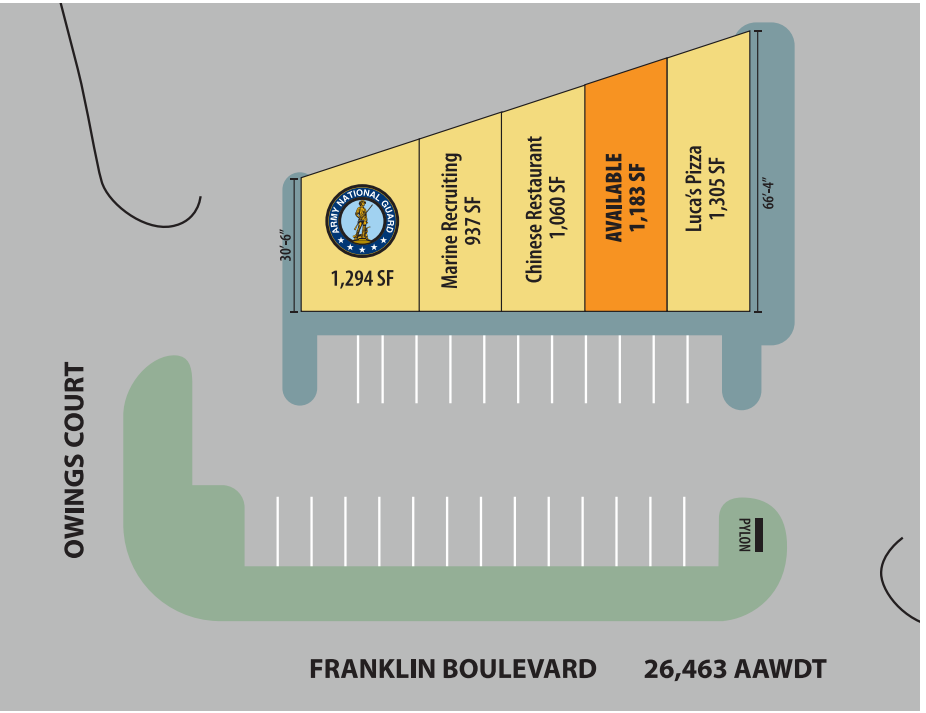 30'-6"
ARMY NATIONAL GUARD
1,294 SF
Marine Recruiting
937 SF
Chinese Restaurant
1,060 SF
AVAILABLE
1,183 SF
Luca's Pizza
1,305 SF
66'-4"
OWINGS COURT
PYLON
FRANKLIN BOULEVARD 26,463 AAWDT